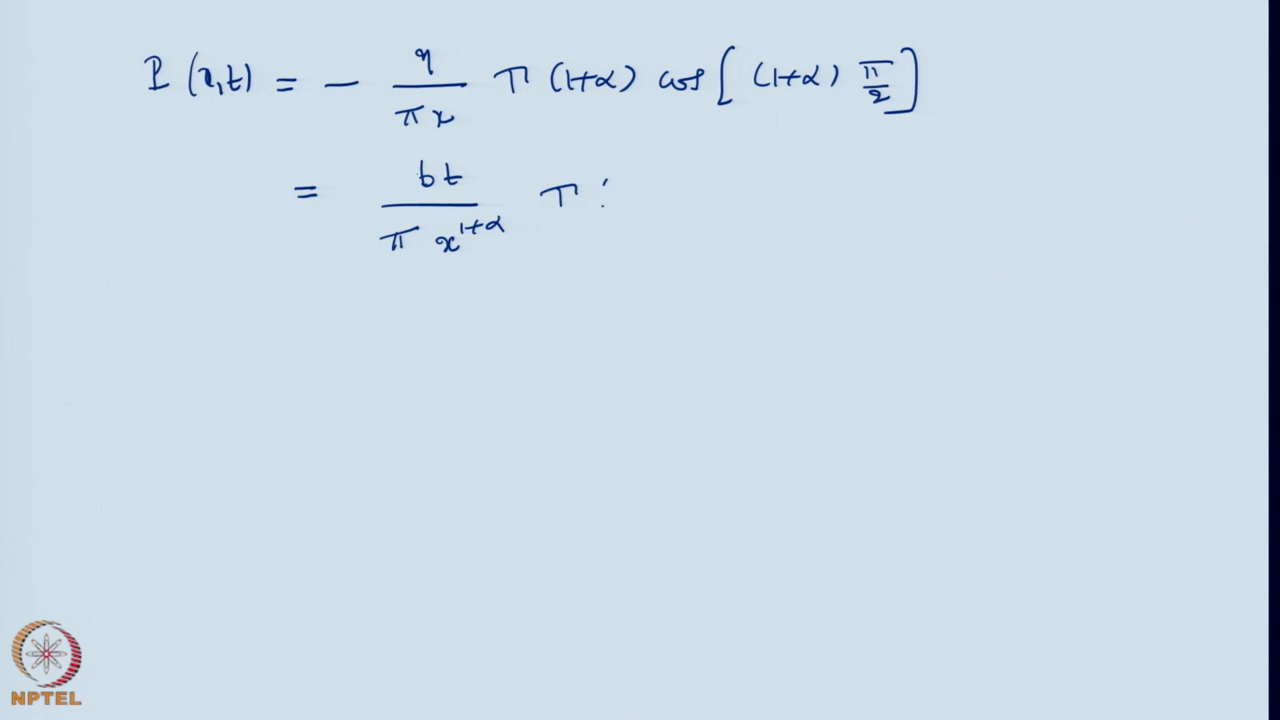 P (x,t) = - η / πx Γ (1+α) cos [ (1+α) π/2 ]
= bt / π x^{1+α} Γ :
NPTEL